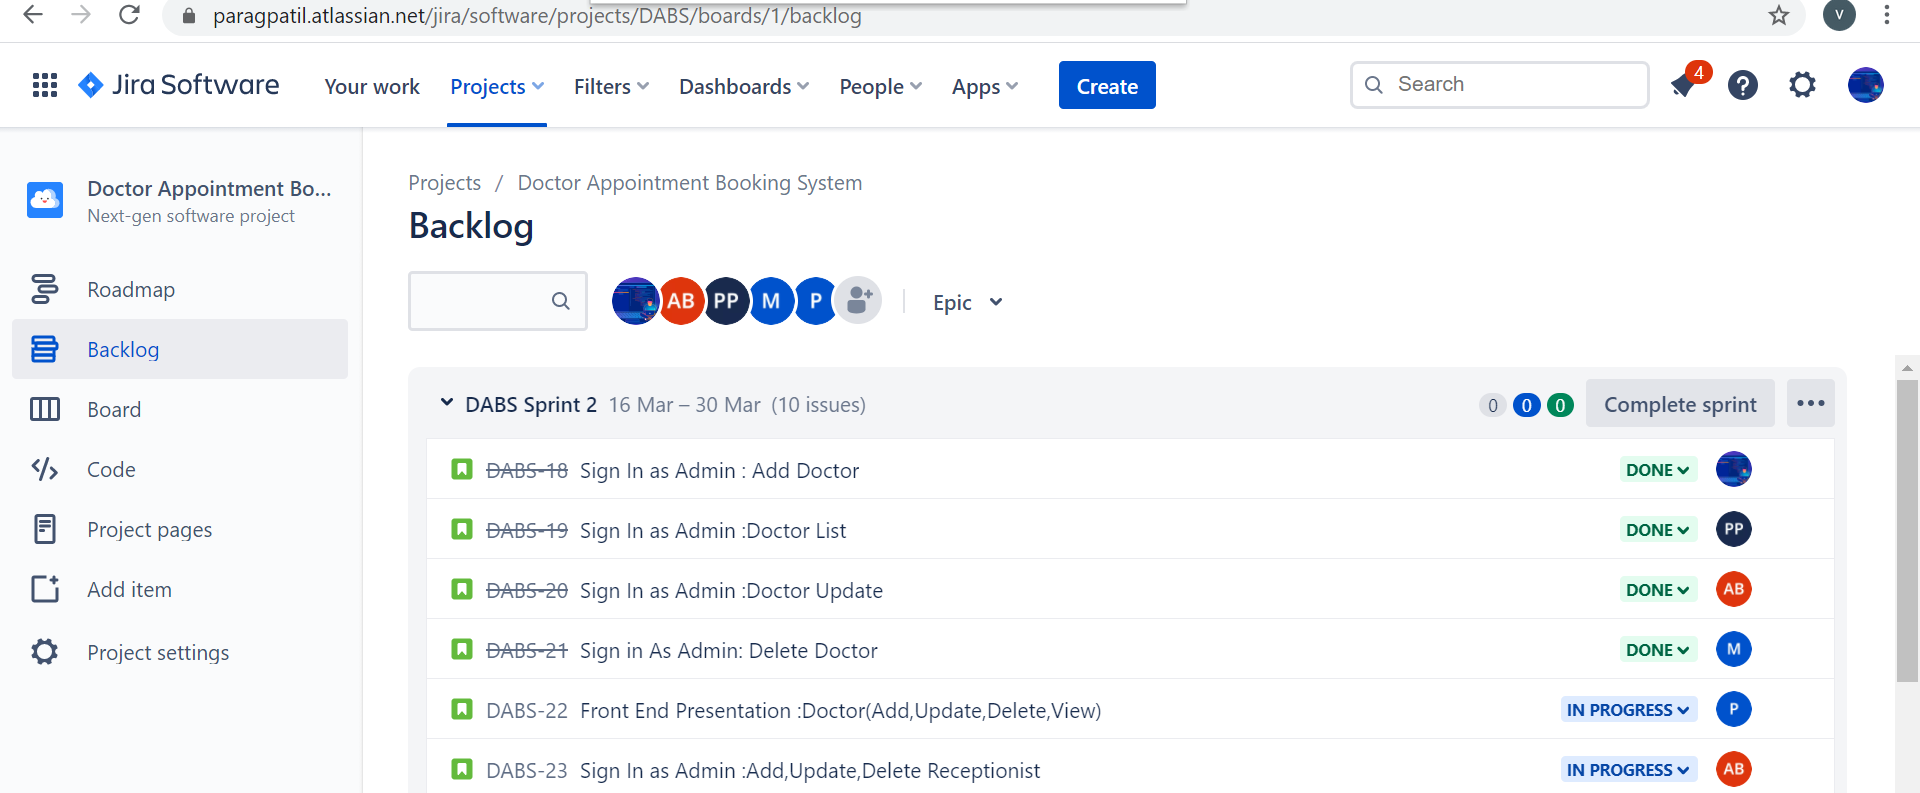 paragpatil.atlassian.net/jira/software/projects/DABS/boards/1/backlog
V
Jira Software
Your work
Projects
Filters
Dashboards
People
Apps
Create
Search
4
Doctor Appointment Bo...
Next-gen software project
Roadmap
Backlog
Board
Code
Project pages
Add item
Project settings
Projects / Doctor Appointment Booking System
Backlog
AB PP M P
Epic
DABS Sprint 2 16 Mar – 30 Mar (10 issues)
0 0 0 Complete sprint
DABS-18 Sign In as Admin : Add Doctor DONE
DABS-19 Sign In as Admin :Doctor List DONE PP
DABS-20 Sign In as Admin :Doctor Update DONE AB
DABS-21 Sign in As Admin: Delete Doctor DONE M
DABS-22 Front End Presentation :Doctor(Add,Update,Delete,View) IN PROGRESS P
DABS-23 Sign In as Admin :Add,Update,Delete Receptionist IN PROGRESS AB